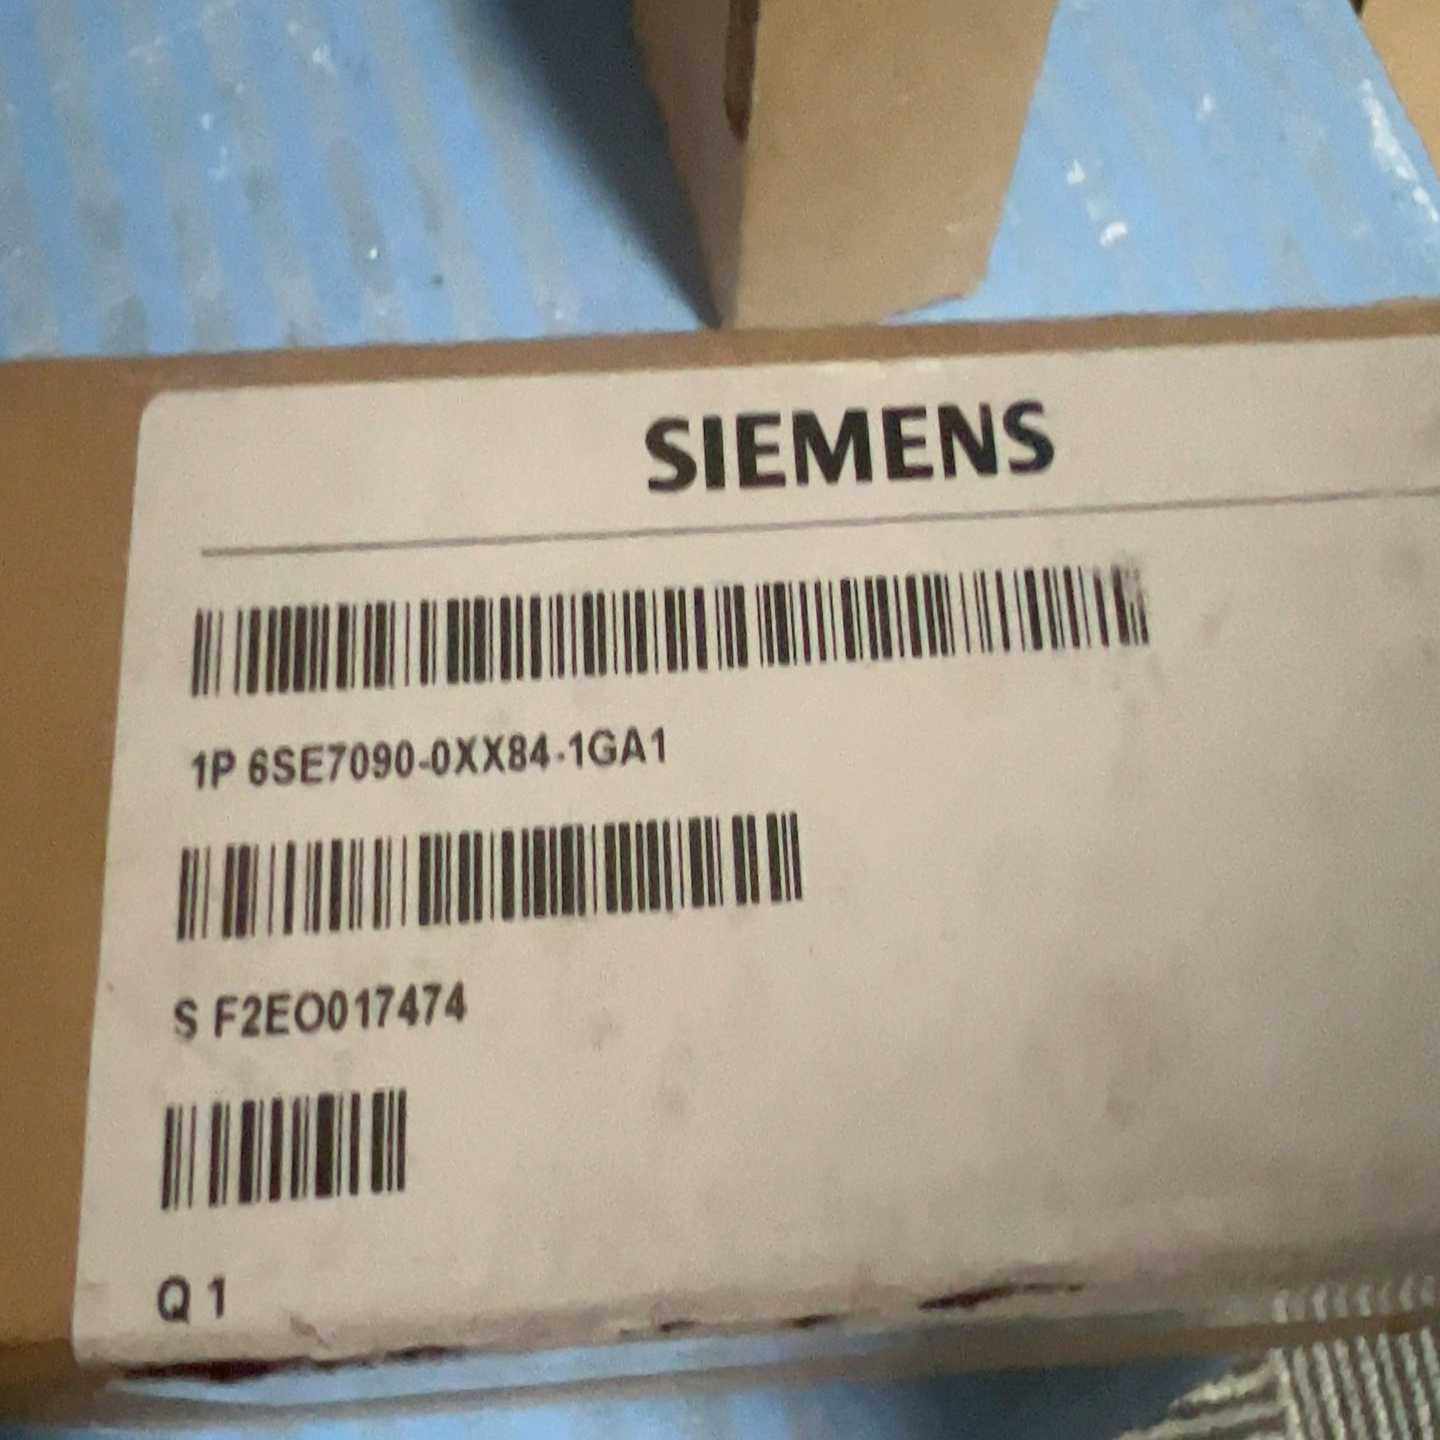 SIEMENS
1P 6SE7090-0XX84-1GA1
S F2EO017474
Q 1